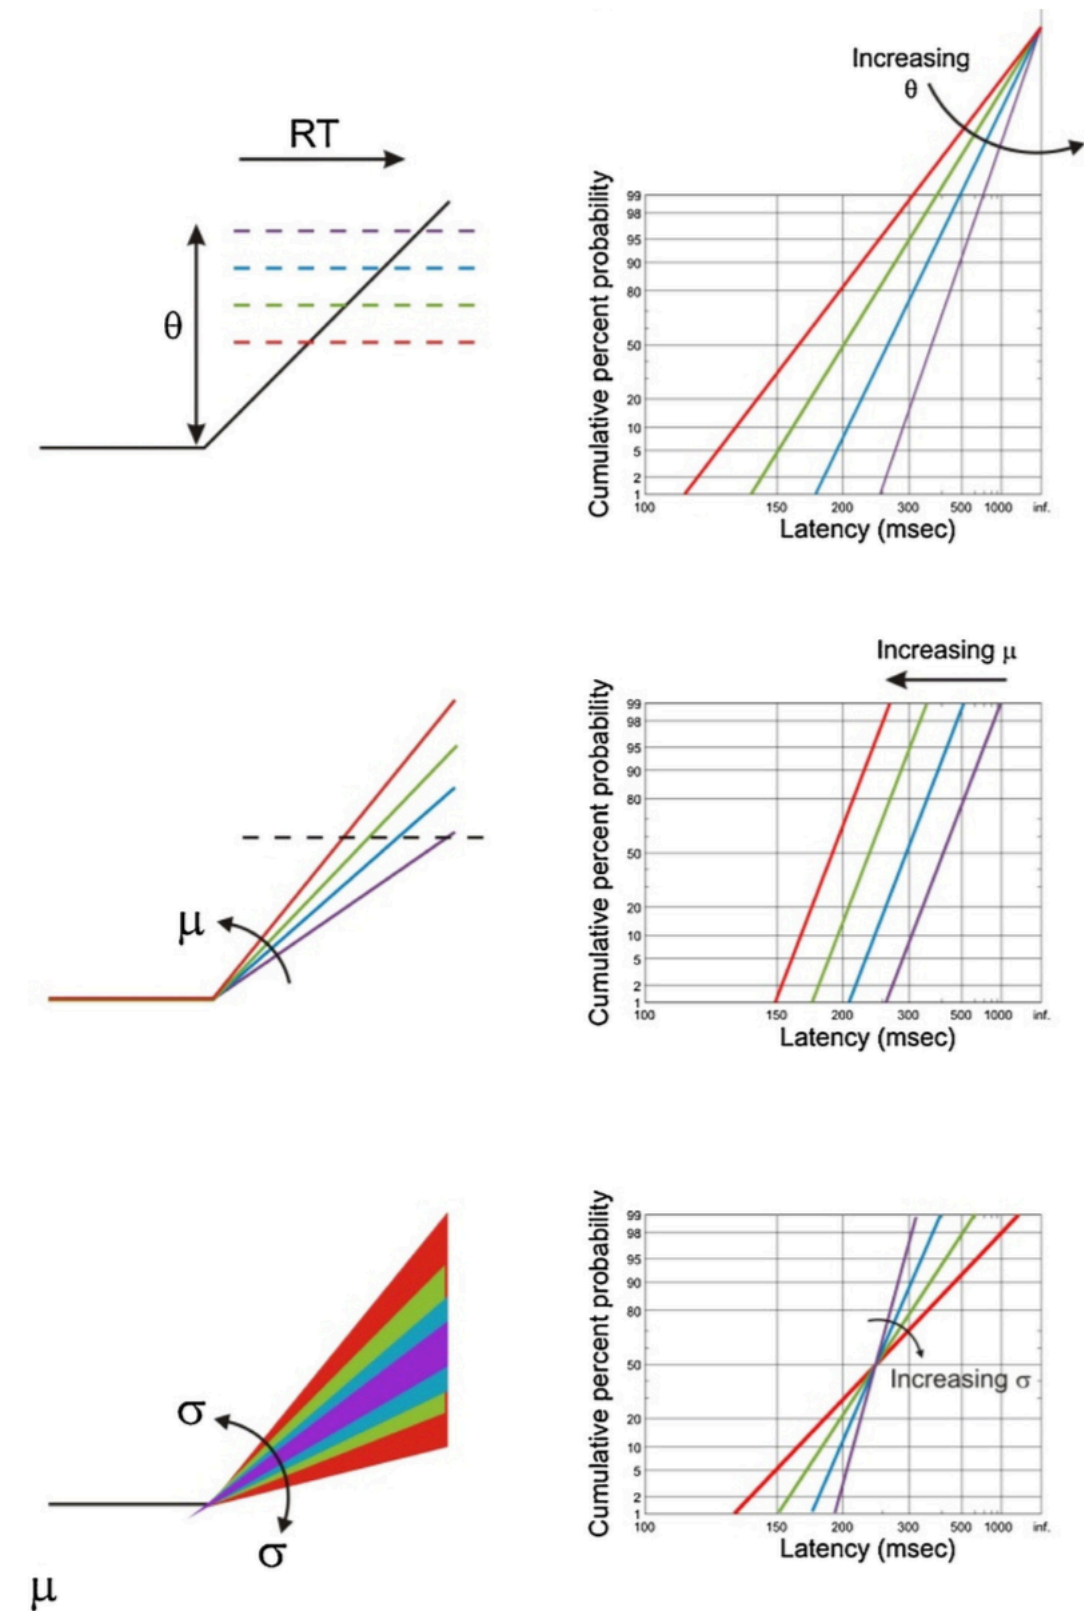 RT
θ
Increasing
θ
Cumulative percent probability
99
98
95
90
80
50
20
10
5
2
1
100 150 200 300 500 1000 inf.
Latency (msec)
μ
Increasing μ
Cumulative percent probability
99
98
95
90
80
50
20
10
5
2
1
100 150 200 300 500 1000 inf.
Latency (msec)
σ
σ
μ
Cumulative percent probability
99
98
95
90
80
50
20
10
5
2
1
Increasing σ
100 150 200 300 500 1000 inf.
Latency (msec)